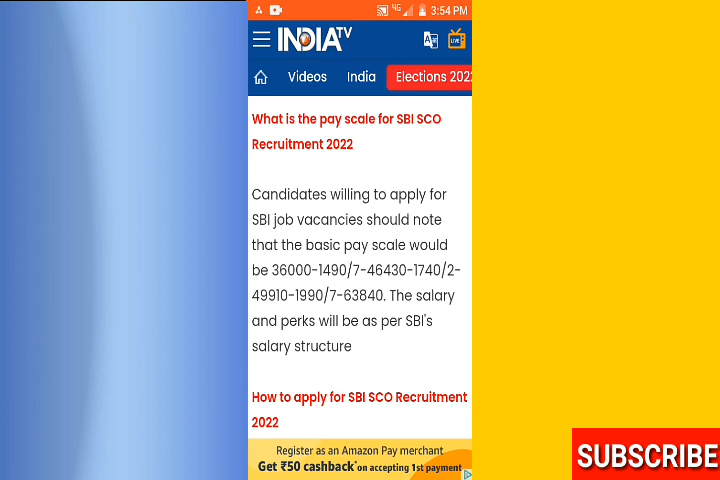 4G 3:54 PM
INDIA TV
LIVE
Videos India Elections 202
What is the pay scale for SBI SCO
Recruitment 2022
Candidates willing to apply for
SBI job vacancies should note
that the basic pay scale would
be 36000-1490/7-46430-1740/2-
49910-1990/7-63840. The salary
and perks will be as per SBI's
salary structure
How to apply for SBI SCO Recruitment
2022
Register as an Amazon Pay merchant
Get ₹50 cashback* on accepting 1st payment
SUBSCRIBE